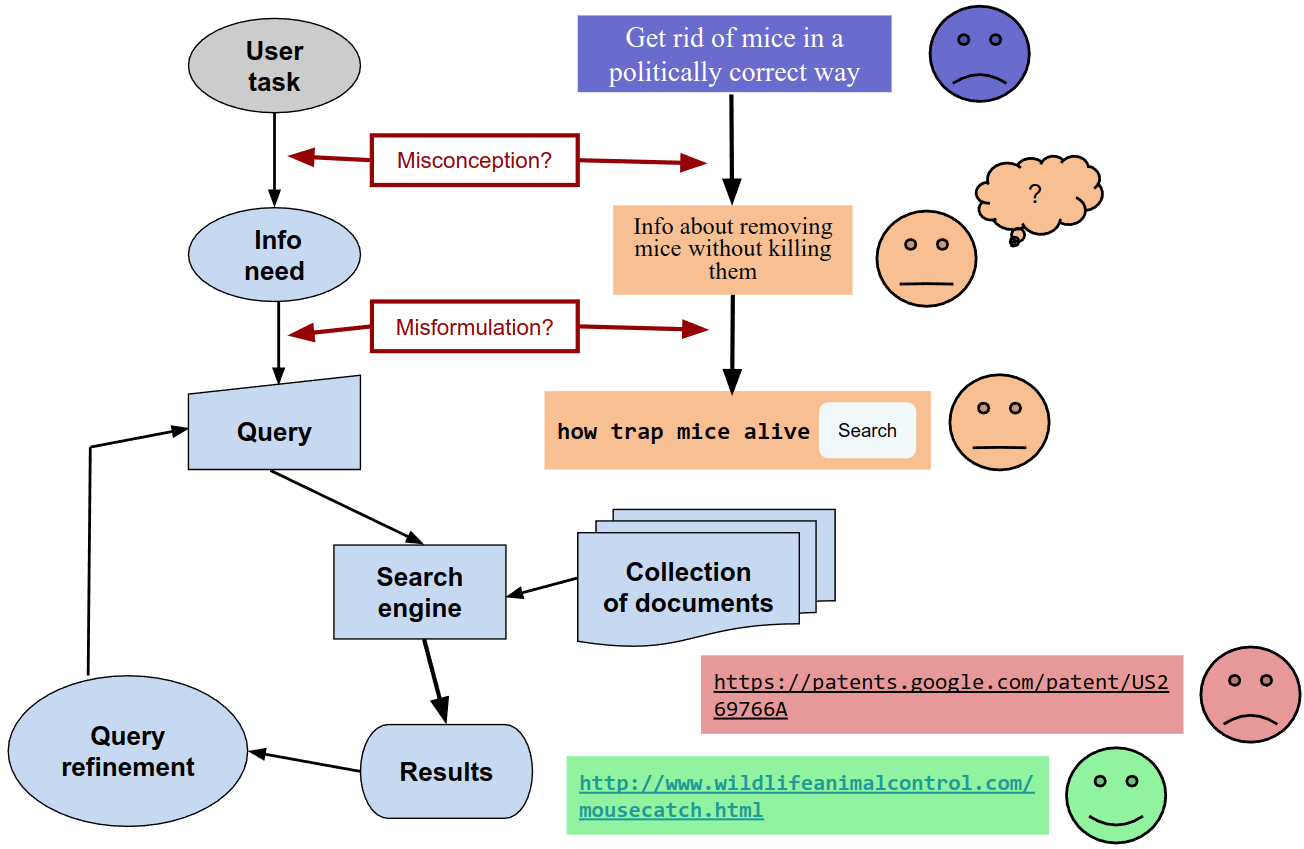 User
task
Get rid of mice in a
politically correct way
Misconception?
Info
need
Info about removing
mice without killing
them
?
Misformulation?
Query
how trap mice alive
Search
Search
engine
Collection
of documents
https://patents.google.com/patent/US2
69766A
Query
refinement
Results
http://www.wildlifeanimalcontrol.com/
mousecatch.html